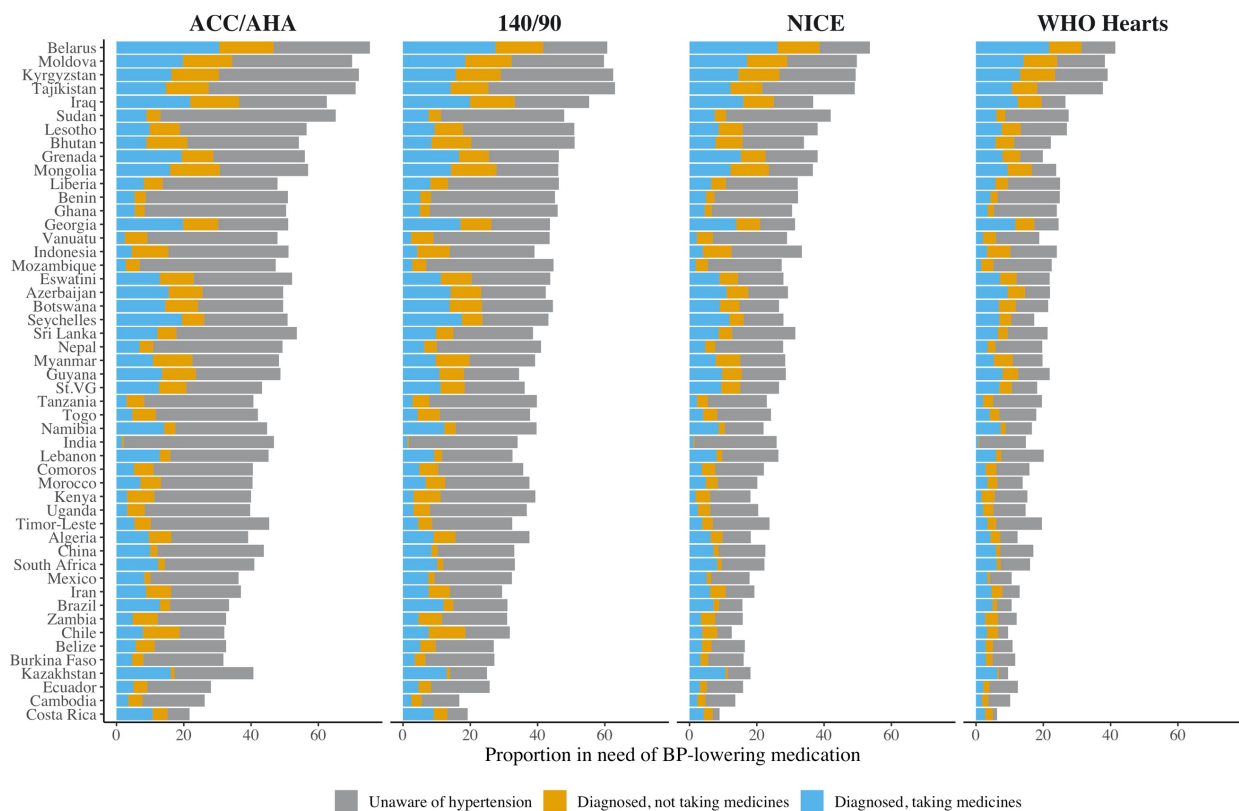 ACC/AHA 140/90 NICE WHO Hearts
Belarus
Moldova
Kyrgyzstan
Tajikistan
Iraq
Sudan
Lesotho
Bhutan
Grenada
Mongolia
Liberia
Benin
Ghana
Georgia
Vanuatu
Indonesia
Mozambique
Eswatini
Azerbaijan
Botswana
Seychelles
Sri Lanka
Nepal
Myanmar
Guyana
St.VG
Tanzania
Togo
Namibia
India
Lebanon
Comoros
Morocco
Kenya
Uganda
Timor-Leste
Algeria
China
South Africa
Mexico
Iran
Brazil
Zambia
Chile
Belize
Burkina Faso
Kazakhstan
Ecuador
Cambodia
Costa Rica
0 20 40 60 0 20 40 60 0 20 40 60 0 20 40 60
Proportion in need of BP-lowering medication
Unaware of hypertension Diagnosed, not taking medicines Diagnosed, taking medicines